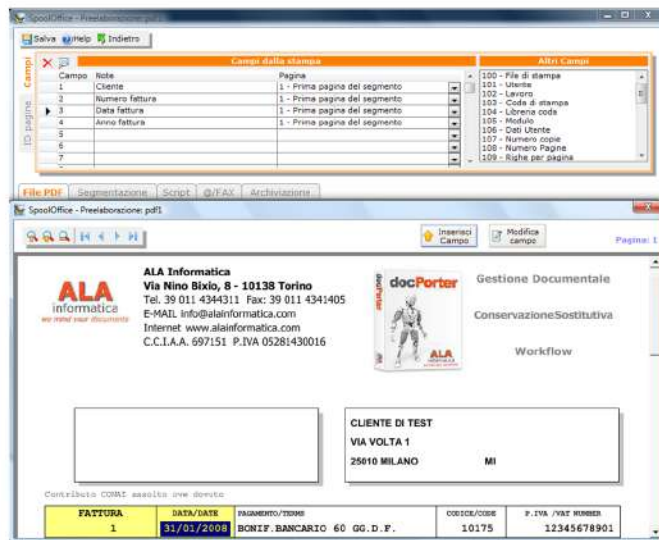 SpoolOffice - Preelaborazione: pdf1
Salva Help Indietro
Campi
ID pagine
Campi dalla stampa
Campo Note Pagina
1 Cliente 1 - Prima pagina del segmento
2 Numero fattura 1 - Prima pagina del segmento
3 Data fattura 1 - Prima pagina del segmento
4 Anno fattura 1 - Prima pagina del segmento
5
6
7
Altri Campi
100 - File di stampa
101 - Utente
102 - Lavoro
103 - Coda di stampa
104 - Libreria coda
105 - Modulo
106 - Dati Utente
107 - Numero copie
108 - Numero Pagine
109 - Righe per pagina
File PDF Segmentazione Script @/FAX Archiviazione
SpoolOffice - Preelaborazione: pdf1
Inserisci Campo
Modifica campo
Pagina: 1
ALA
informatica
we mind your documents
ALA Informatica
Via Nino Bixio, 8 - 10138 Torino
Tel. 39 011 4344311 Fax: 39 011 4341405
E-MAIL info@alainformatica.com
Internet www.alainformatica.com
C.C.I.A.A. 697151 P.IVA 05281430016
docPorter
docPorter
ALA
Gestione Documentale
ConservazioneSostitutiva
Workflow
CLIENTE DI TEST
VIA VOLTA 1
25010 MILANO MI
Contributo CONAI assolto ove dovuto
FATTURA DATA/DATE PAGAMENTO/TERMS CODICE/CODE P.IVA /VAT NUMBER
1 31/01/2008 BONIF.BANCARIO 60 GG.D.F. 10175 12345678901